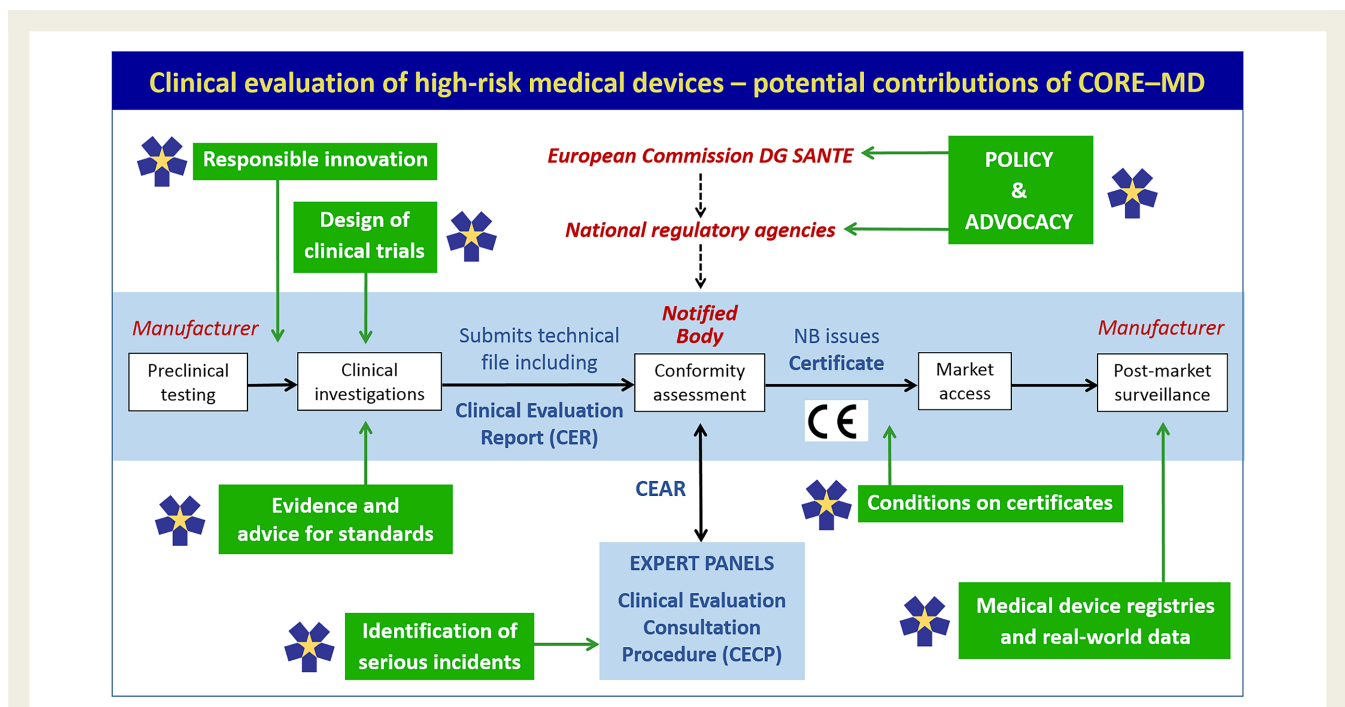 Clinical evaluation of high-risk medical devices – potential contributions of CORE–MD
Responsible innovation
Design of
clinical trials
European Commission DG SANTE
National regulatory agencies
POLICY
&
ADVOCACY
Manufacturer
Preclinical
testing
Clinical
investigations
Submits technical
file including
Clinical Evaluation
Report (CER)
Notified
Body
Conformity
assessment
NB issues
Certificate
CE
Market
access
Manufacturer
Post-market
surveillance
Evidence and
advice for standards
CEAR
Conditions on certificates
EXPERT PANELS
Clinical Evaluation
Consultation
Procedure (CECP)
Identification of
serious incidents
Medical device registries
and real-world data